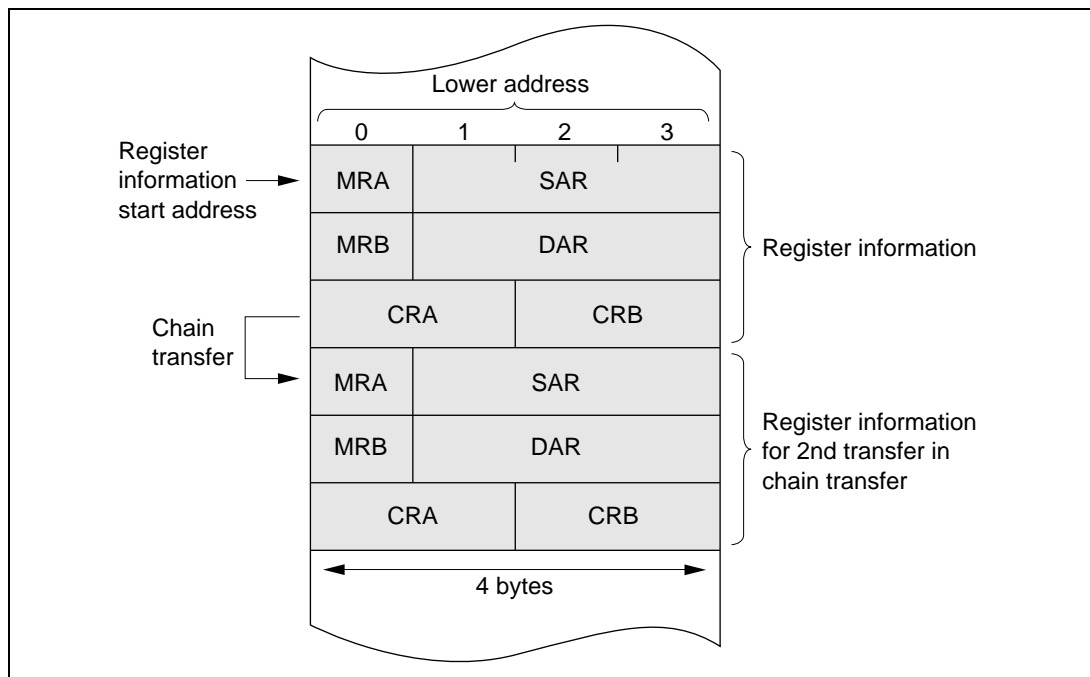 Lower address
0 1 2 3
Register
information
start address
MRA SAR
MRB DAR
Register information
CRA CRB
Chain
transfer
MRA SAR
MRB DAR
Register information
for 2nd transfer in
chain transfer
CRA CRB
4 bytes